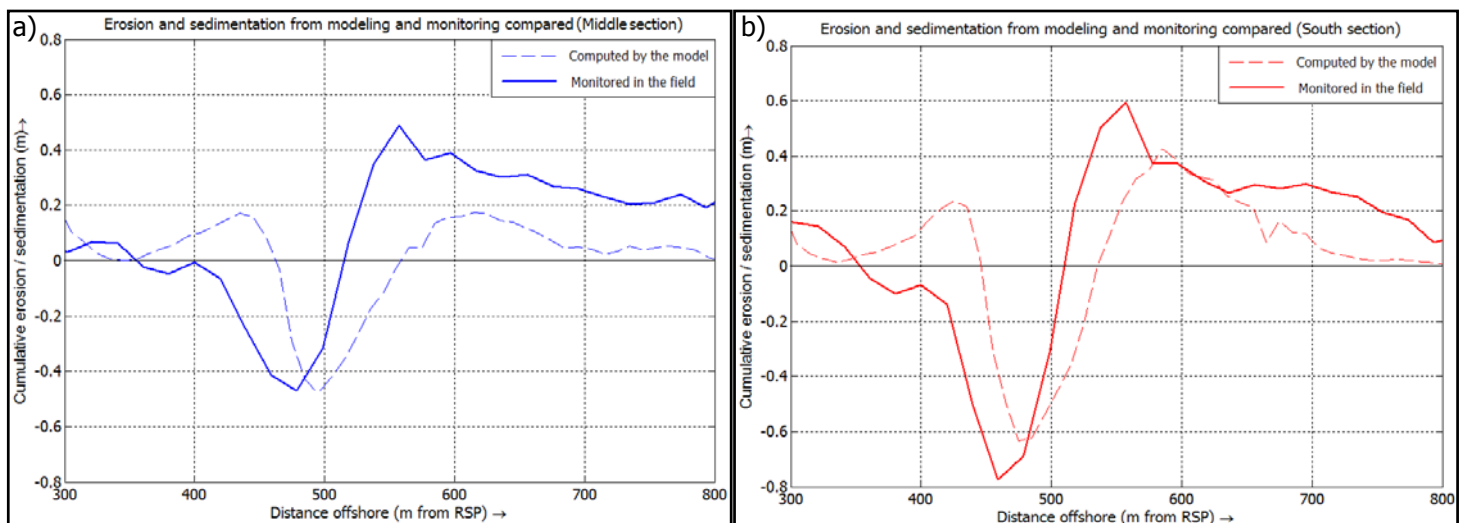 a)
Erosion and sedimentation from modeling and monitoring compared (Middle section)
Computed by the model
Monitored in the field
Cumulative erosion / sedimentation (m)→
0.8
0.6
0.4
0.2
0
-0.2
-0.4
-0.6
-0.8
300 400 500 600 700 800
Distance offshore (m from RSP) →
b)
Erosion and sedimentation from modeling and monitoring compared (South section)
Computed by the model
Monitored in the field
Cumulative erosion / sedimentation (m)→
0.8
0.6
0.4
0.2
0
-0.2
-0.4
-0.6
-0.8
300 400 500 600 700 800
Distance offshore (m from RSP) →